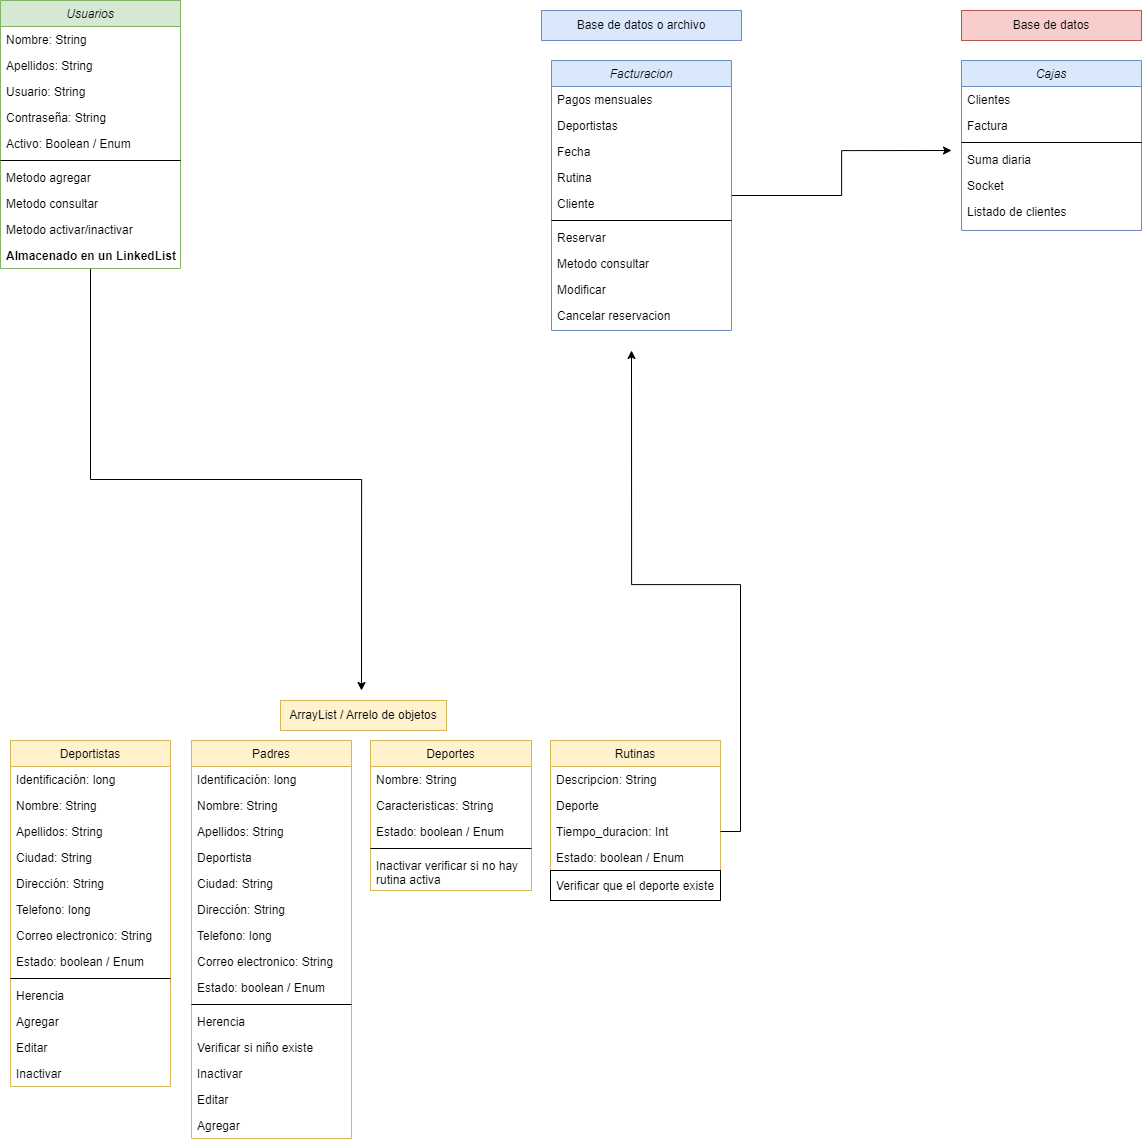 Usuarios
Nombre: String
Apellidos: String
Usuario: String
Contraseña: String
Activo: Boolean / Enum
Metodo agregar
Metodo consultar
Metodo activar/inactivar
Almacenado en un LinkedList
Base de datos o archivo
Facturacion
Pagos mensuales
Deportistas
Fecha
Rutina
Cliente
Reservar
Metodo consultar
Modificar
Cancelar reservacion
Base de datos
Cajas
Clientes
Factura
Suma diaria
Socket
Listado de clientes
ArrayList / Arrelo de objetos
Deportistas
Identificación: long
Nombre: String
Apellidos: String
Ciudad: String
Dirección: String
Telefono: long
Correo electronico: String
Estado: boolean / Enum
Herencia
Agregar
Editar
Inactivar
Padres
Identificación: long
Nombre: String
Apellidos: String
Deportista
Ciudad: String
Dirección: String
Telefono: long
Correo electronico: String
Estado: boolean / Enum
Herencia
Verificar si niño existe
Inactivar
Editar
Agregar
Deportes
Nombre: String
Caracteristicas: String
Estado: boolean / Enum
Inactivar verificar si no hay
rutina activa
Rutinas
Descripcion: String
Deporte
Tiempo_duracion: Int
Estado: boolean / Enum
Verificar que el deporte existe